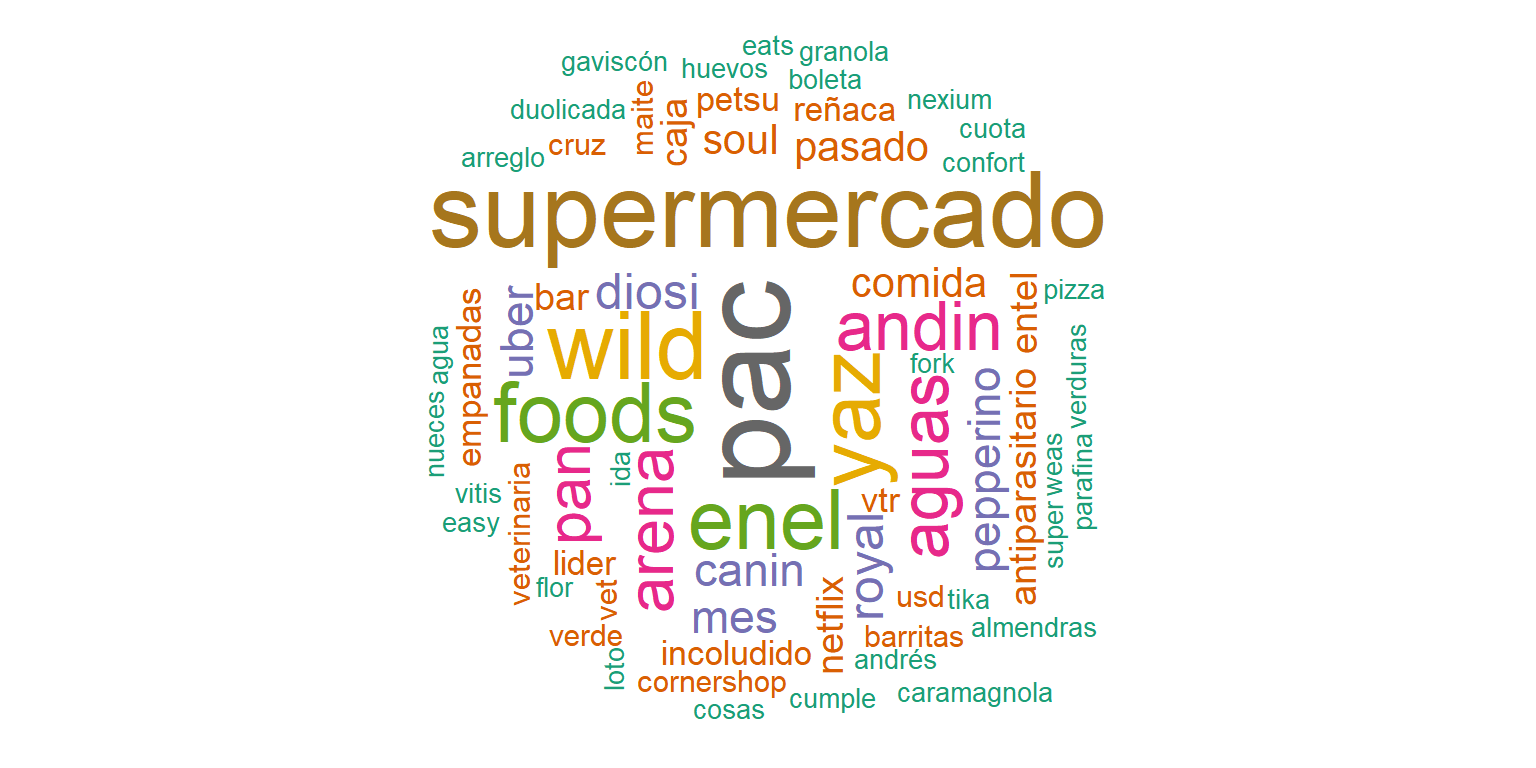 eats
granola
gaviscón
huevos
boleta
duolicada
maite
caja
petsu
reñaca
nexium
cuota
arreglo
cruz
soul
pasado
confort
supermercado
uber
bar
diosi
pac
comida
entel
pizza
agua
empanadas
wild
andin
fork
verduras
nueces
foods
yaz
aguas
pepperino
antiparasitario
weas
super
parafina
vitis
easy
veterinaria
pan
ida
arena
enel
vtr
royal
lider
flor
vet
canin
mes
netflix
usd
tika
verde
loto
incoludido
barritas
almendras
andrés
cornershop
cosas
cumple
caramagnola